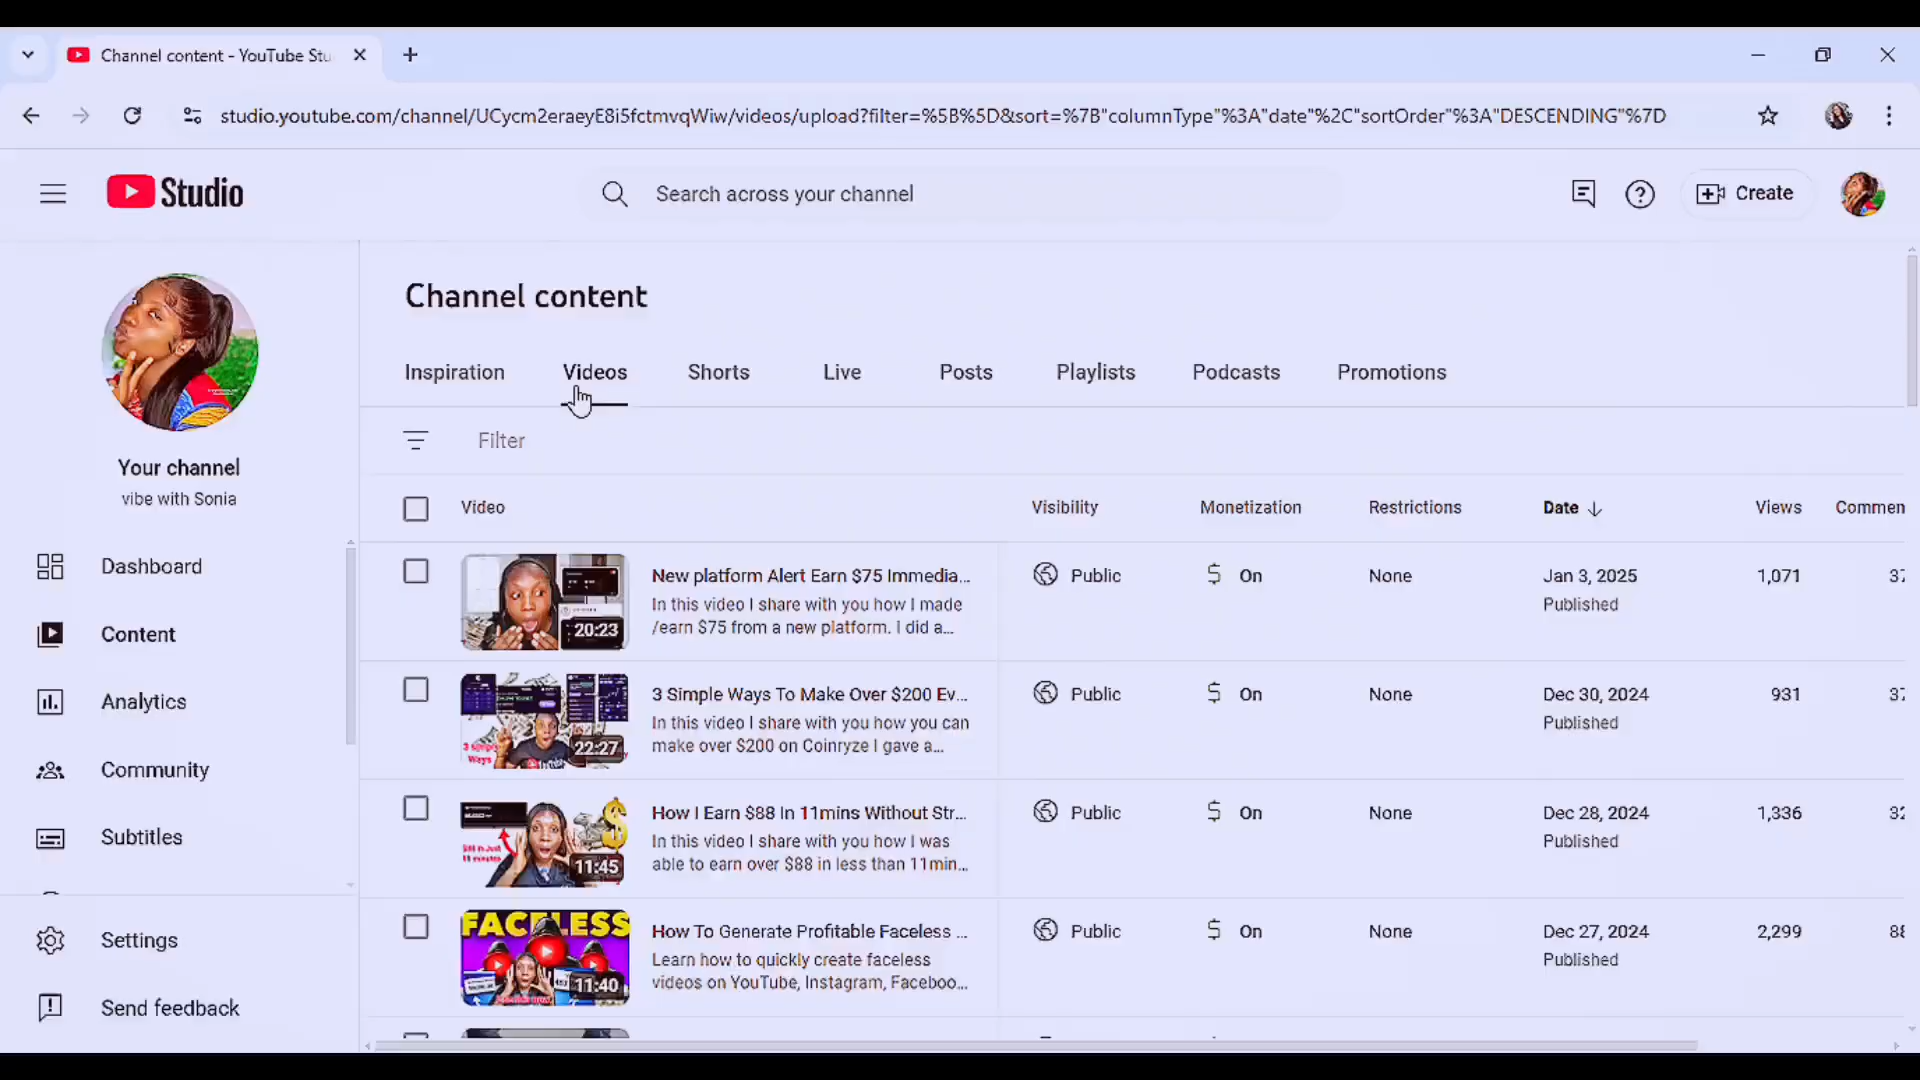 Channel content - YouTube Stu
studio.youtube.com/channel/UCycm2eraeyE8i5fctmvqWiw/videos/upload?filter=%5B%5D&sort=%7B"columnType"%3A"date"%2C"sortOrder"%3A"DESCENDING"%7D
Studio
Search across your channel
Create
Your channel
vibe with Sonia
Dashboard
Content
Analytics
Community
Subtitles
Settings
Send feedback
Channel content
Inspiration Videos Shorts Live Posts Playlists Podcasts Promotions
Filter
Video Visibility Monetization Restrictions Date Views Commen
20:23
New platform Alert Earn $75 Immedia...
In this video I share with you how I made
/earn $75 from a new platform. I did a...
Public $ On None Jan 3, 2025 1,071
Published
3 Simple
Ways
22:27
3 Simple Ways To Make Over $200 Ev...
In this video I share with you how you can
make over $200 on Coinryze I gave a...
Public $ On None Dec 30, 2024 931
Published
11:45
How I Earn $88 In 11mins Without Str...
In this video I share with you how I was
able to earn over $88 in less than 11min...
Public $ On None Dec 28, 2024 1,336
Published
FACELESS
11:40
How To Generate Profitable Faceless ...
Learn how to quickly create faceless
videos on YouTube, Instagram, Faceboo...
Public $ On None Dec 27, 2024 2,299
Published